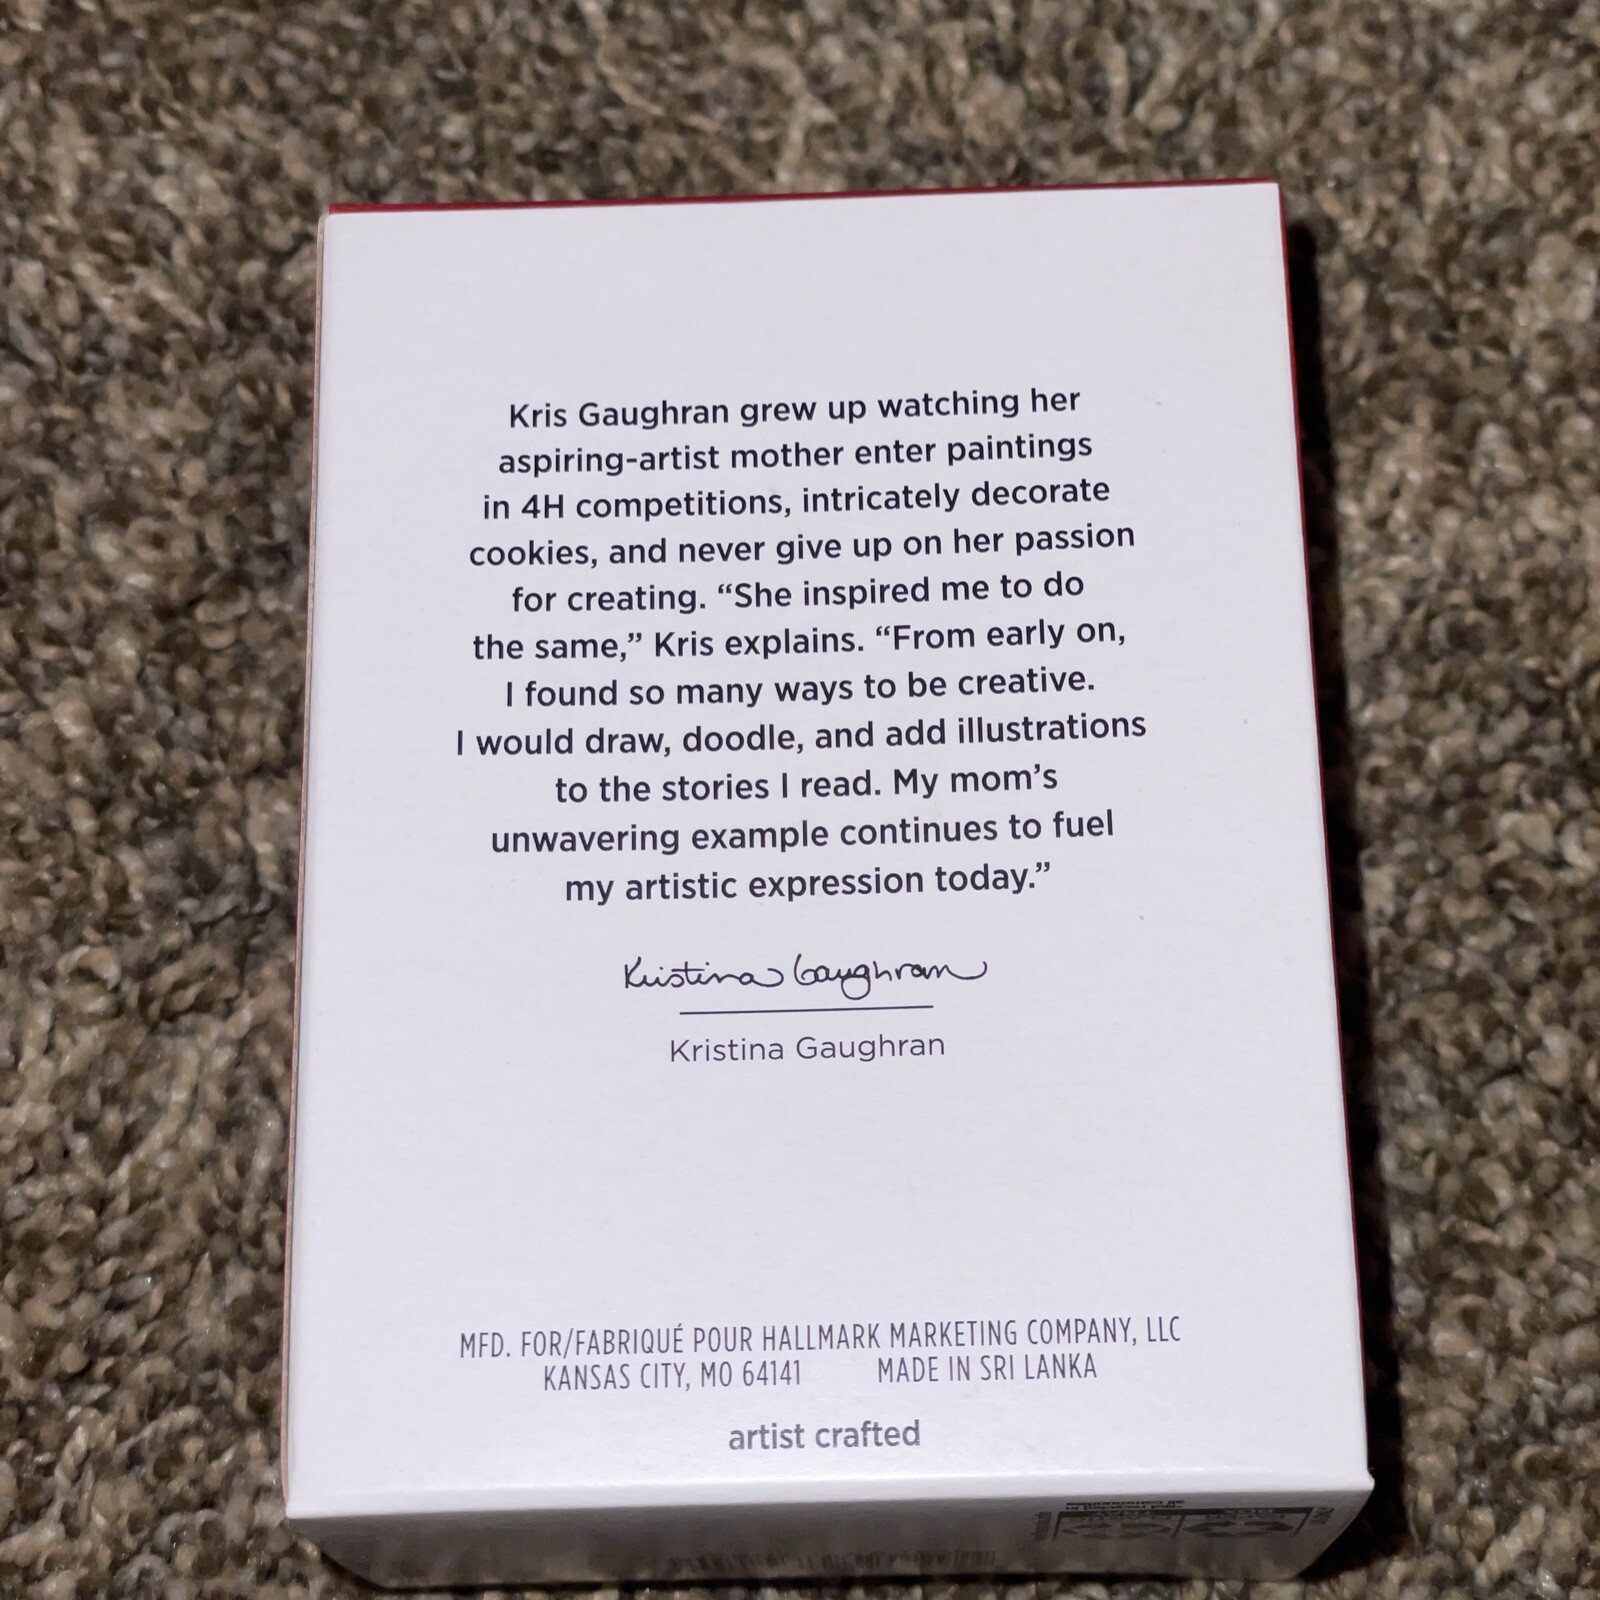 Kris Gaughran grew up watching her
aspiring-artist mother enter paintings
in 4H competitions, intricately decorate
cookies, and never give up on her passion
for creating. “She inspired me to do
the same,” Kris explains. “From early on,
I found so many ways to be creative.
I would draw, doodle, and add illustrations
to the stories I read. My mom’s
unwavering example continues to fuel
my artistic expression today.”
Kristina Gaughran
Kristina Gaughran
MFD. FOR/FABRIQUÉ POUR HALLMARK MARKETING COMPANY, LLC
KANSAS CITY, MO 64141 MADE IN SRI LANKA
artist crafted